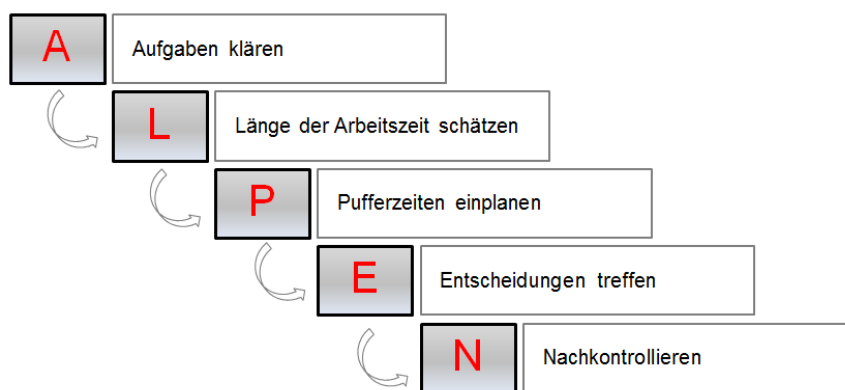 A Aufgaben klären
L Länge der Arbeitszeit schätzen
P Pufferzeiten einplanen
E Entscheidungen treffen
N Nachkontrollieren